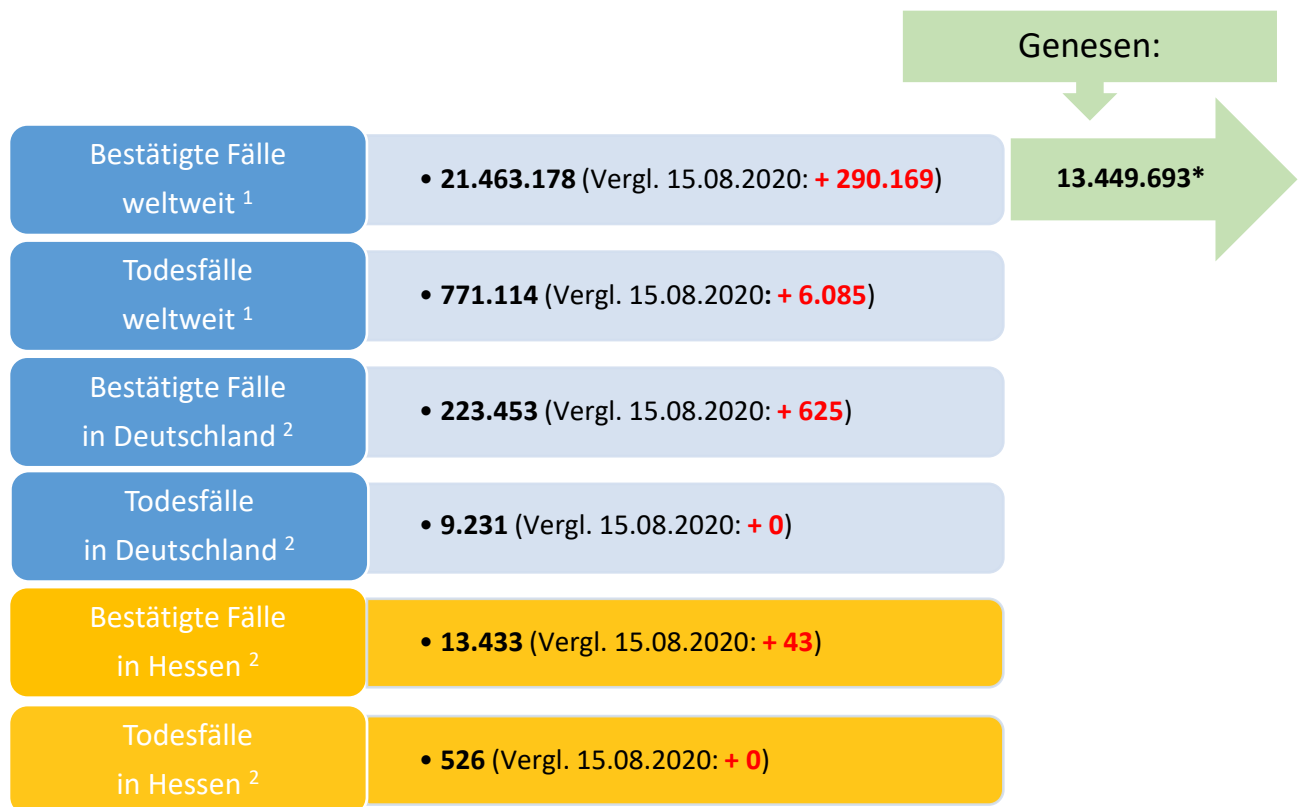 Genesen:
Bestätigte Fälle
weltweit ¹
• 21.463.178 (Vergl. 15.08.2020: + 290.169)
13.449.693*
Todesfälle
weltweit ¹
• 771.114 (Vergl. 15.08.2020: + 6.085)
Bestätigte Fälle
in Deutschland ²
• 223.453 (Vergl. 15.08.2020: + 625)
Todesfälle
in Deutschland ²
• 9.231 (Vergl. 15.08.2020: + 0)
Bestätigte Fälle
in Hessen ²
• 13.433 (Vergl. 15.08.2020: + 43)
Todesfälle
in Hessen ²
• 526 (Vergl. 15.08.2020: + 0)